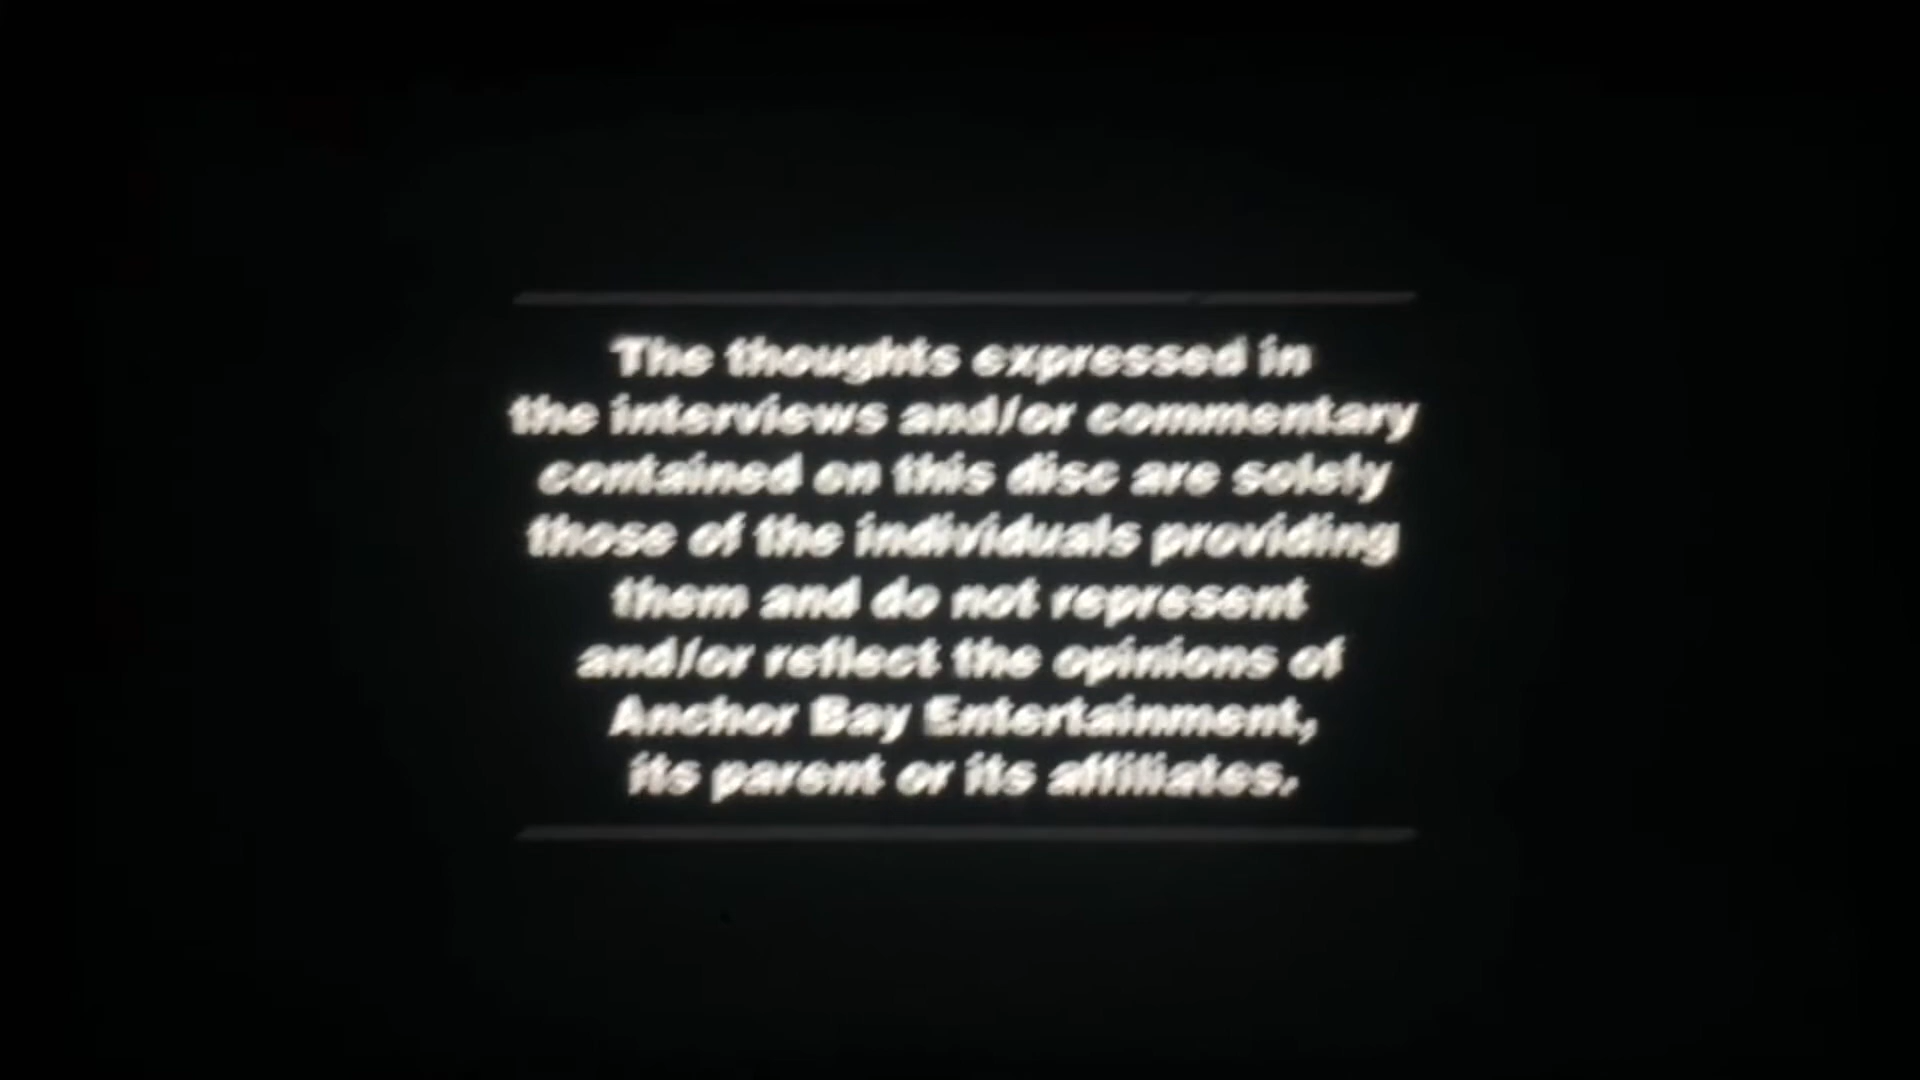 The thoughts expressed in
the interviews and/or commentary
contained on this disc are solely
those of the individuals providing
them and do not represent
and/or reflect the opinions of
Anchor Bay Entertainment,
its parent or its affiliates.